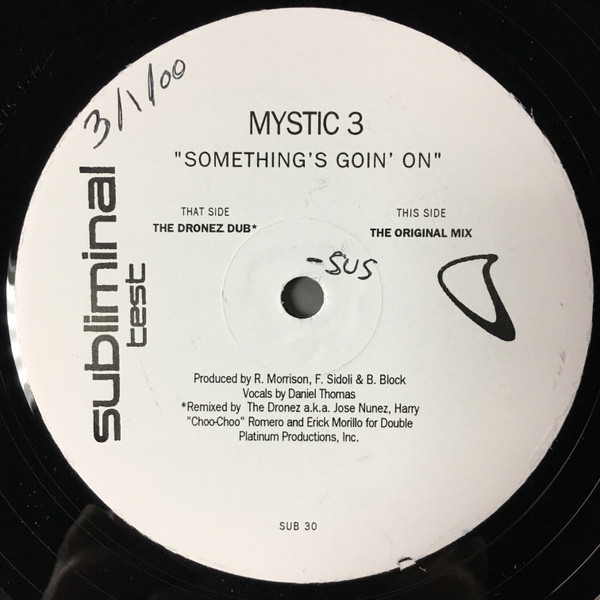 3/1/00
MYSTIC 3
"SOMETHING'S GOIN' ON"
THAT SIDE
THE DRONEZ DUB*
THIS SIDE
THE ORIGINAL MIX
-SUS
subliminal
test
Produced by R. Morrison, F. Sidoli & B. Block
Vocals by Daniel Thomas
*Remixed by The Dronez a.k.a. Jose Nunez, Harry
"Choo-Choo" Romero and Erick Morillo for Double
Platinum Productions, Inc.
SUB 30